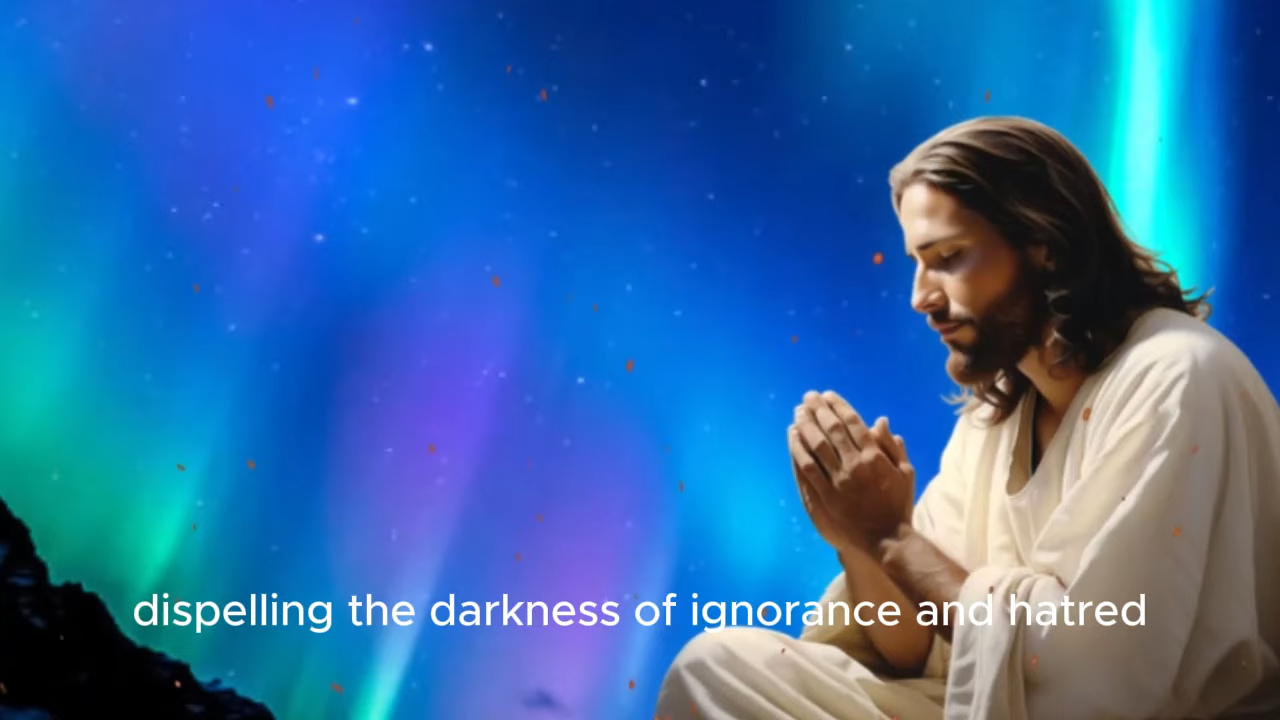 dispelling the darkness of ignorance and hatred